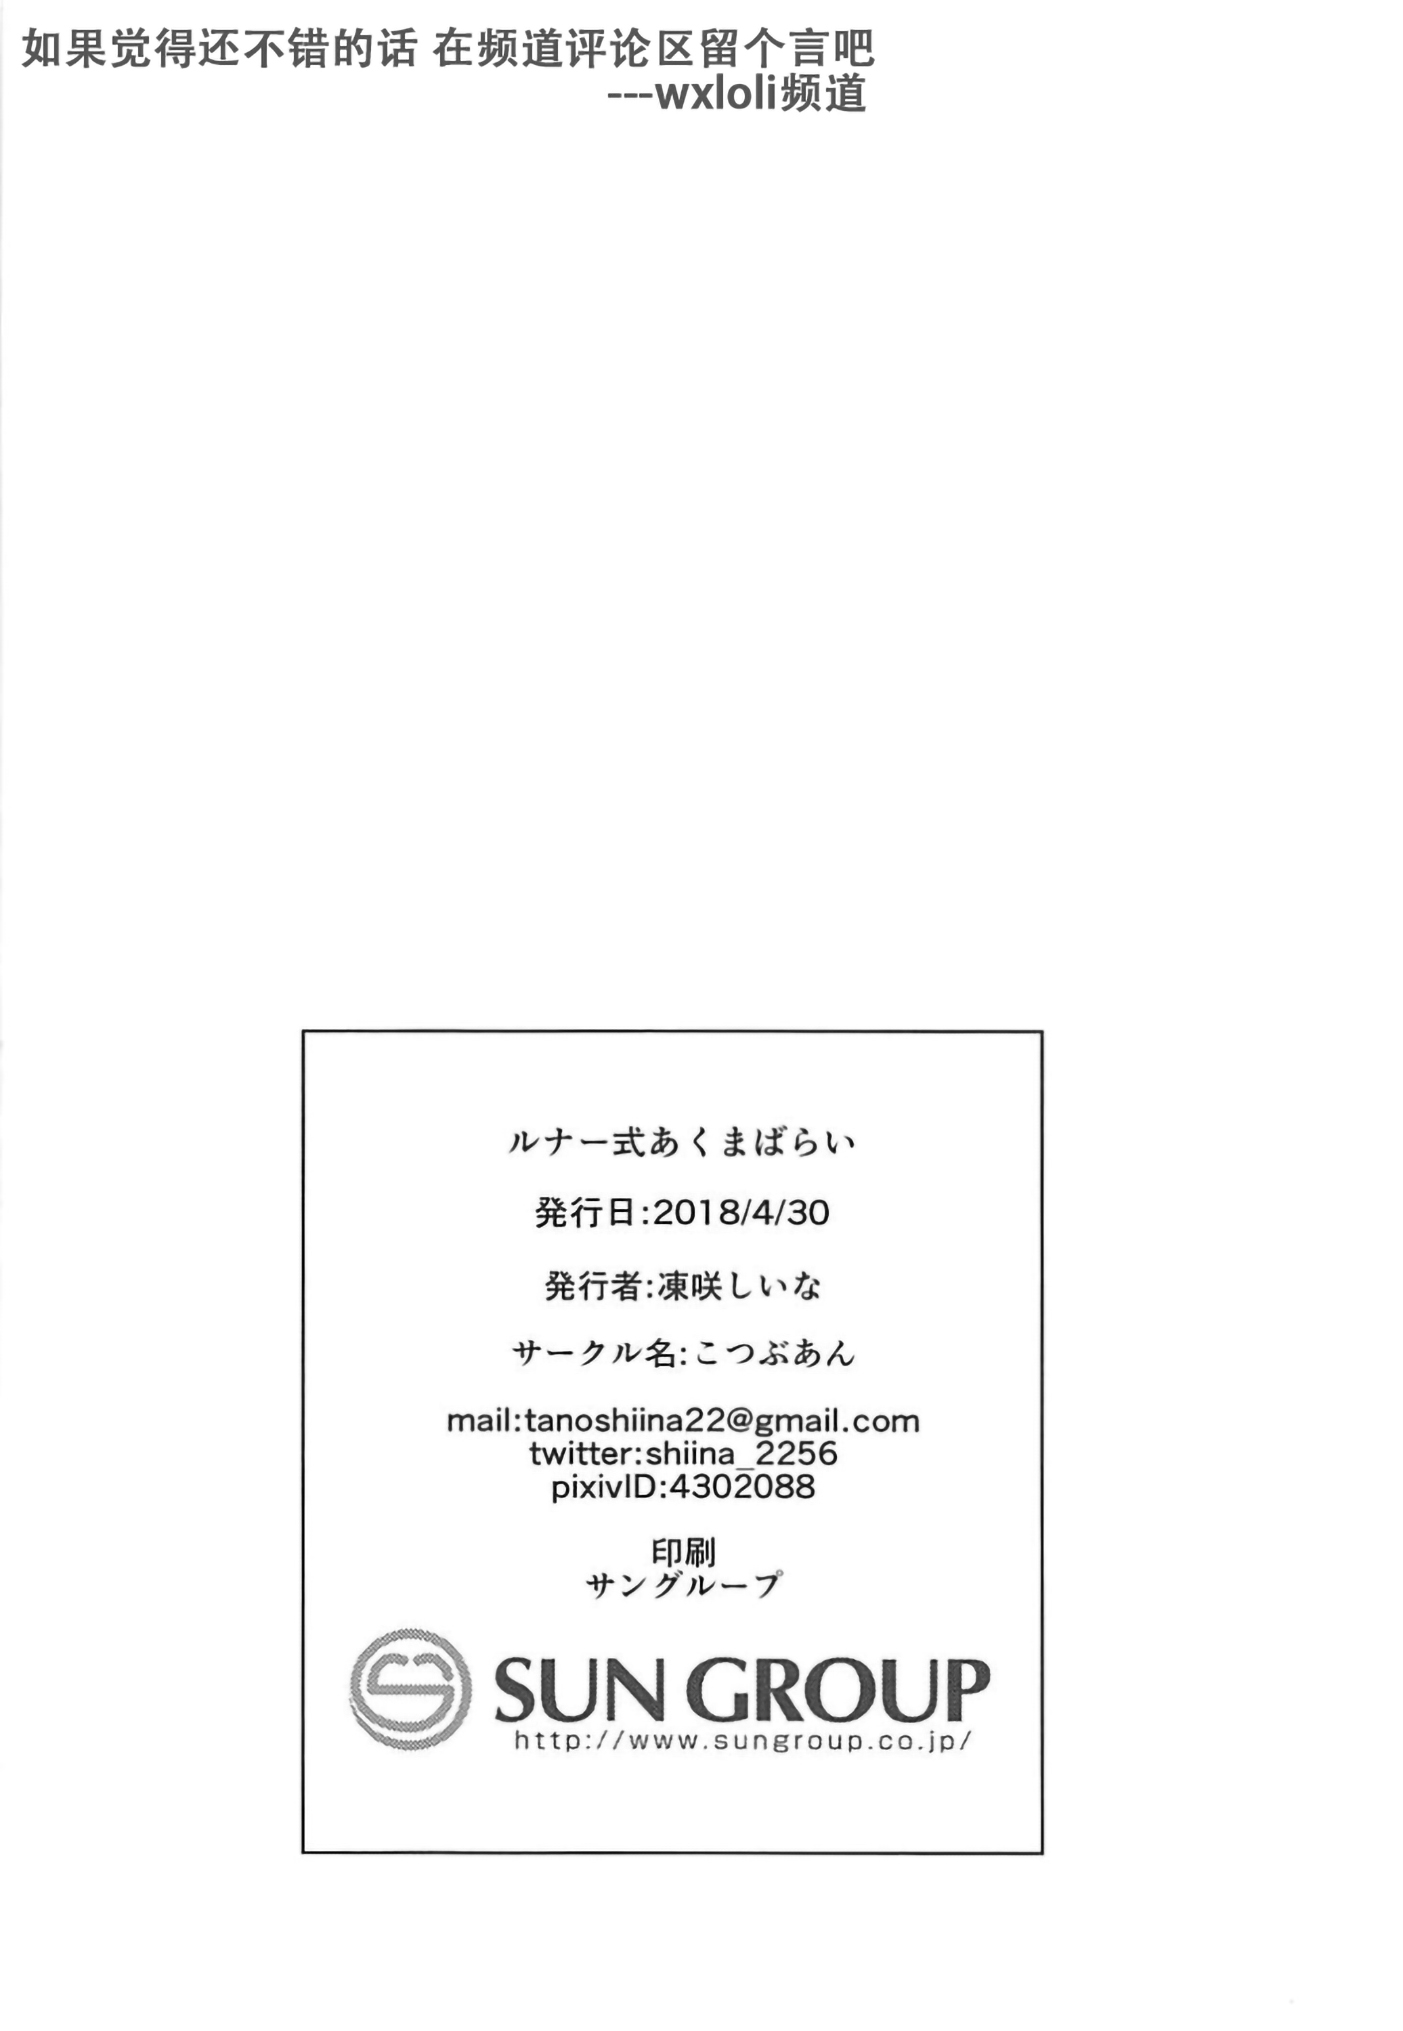 如果觉得还不错的话 在频道评论区留个言吧
---wxloli频道
ルナー式あくまばらい
発行日:2018/4/30
発行者:凍咲しいな
サークル名:こつぶあん
mail:tanoshiina22@gmail.com
twitter:shiina_2256
pixivID:4302088
印刷
サングループ
SUN GROUP
http://www.sungroup.co.jp/